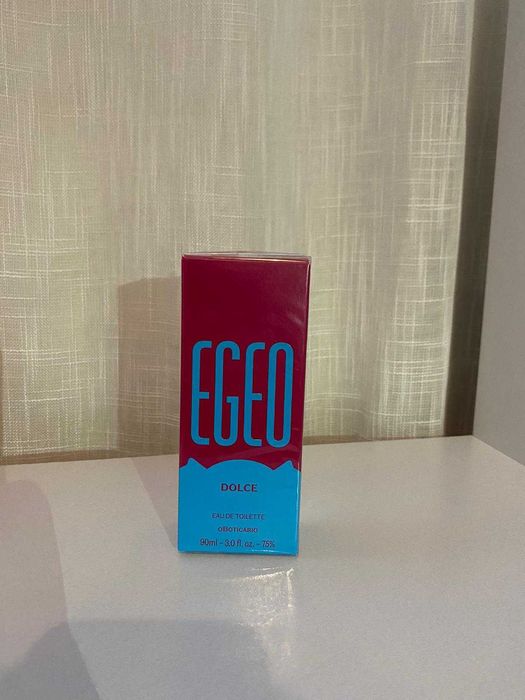 EGEO
DOLCE
EAU DE TOILETTE
oBOTICÁRIO
90ml – 3.0 fl. oz. – 75%